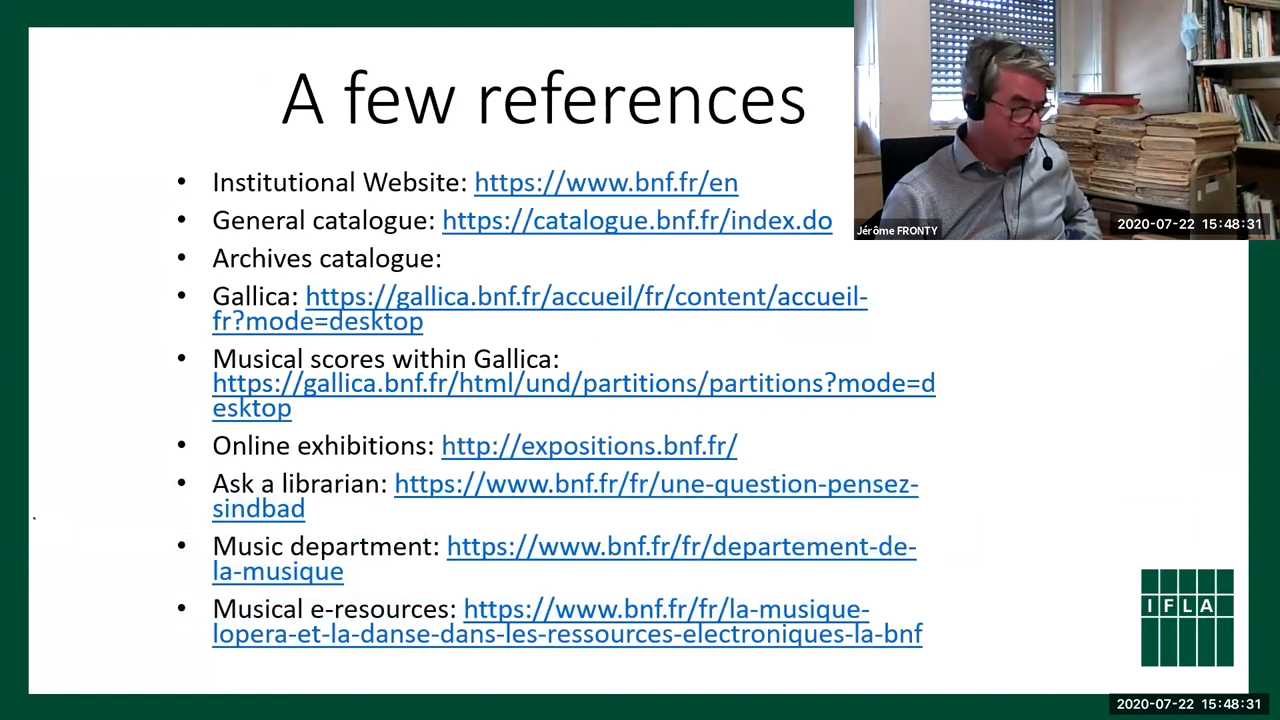 A few references
• Institutional Website: https://www.bnf.fr/en
• General catalogue: https://catalogue.bnf.fr/index.do
• Archives catalogue:
• Gallica: https://gallica.bnf.fr/accueil/fr/content/accueil-
fr?mode=desktop
• Musical scores within Gallica:
https://gallica.bnf.fr/html/und/partitions/partitions?mode=d
esktop
• Online exhibitions: http://expositions.bnf.fr/
• Ask a librarian: https://www.bnf.fr/fr/une-question-pensez-
sindbad
• Music department: https://www.bnf.fr/fr/departement-de-
la-musique
• Musical e-resources: https://www.bnf.fr/fr/la-musique-
lopera-et-la-danse-dans-les-ressources-electroniques-la-bnf
Jérôme FRONTY
2020-07-22 15:48:31
IFLA
2020-07-22 15:48:31